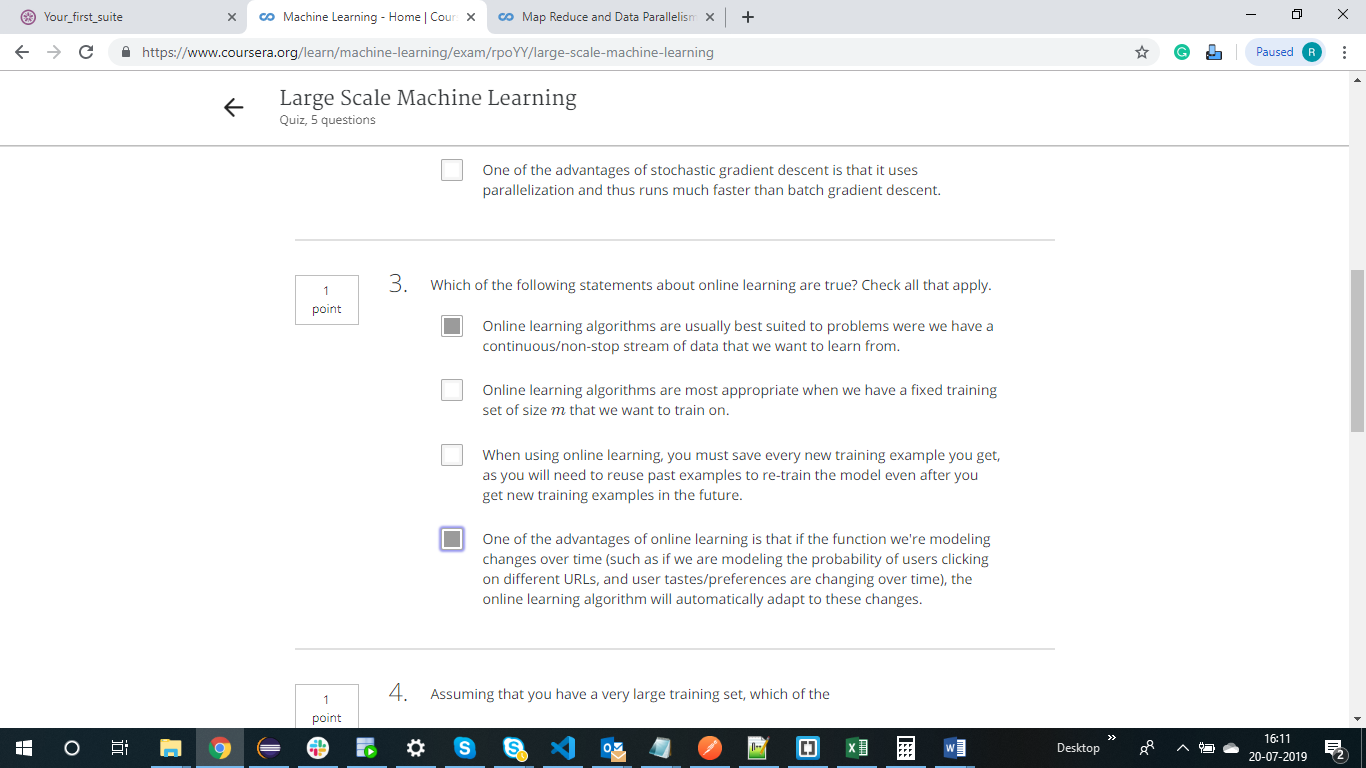 Your_first_suite
Machine Learning - Home | Cour
Map Reduce and Data Parallelism
https://www.coursera.org/learn/machine-learning/exam/rpoYY/large-scale-machine-learning
Paused
R
Large Scale Machine Learning
Quiz, 5 questions
One of the advantages of stochastic gradient descent is that it uses
parallelization and thus runs much faster than batch gradient descent.
1
point
3.
Which of the following statements about online learning are true? Check all that apply.
Online learning algorithms are usually best suited to problems were we have a
continuous/non-stop stream of data that we want to learn from.
Online learning algorithms are most appropriate when we have a fixed training
set of size m that we want to train on.
When using online learning, you must save every new training example you get,
as you will need to reuse past examples to re-train the model even after you
get new training examples in the future.
One of the advantages of online learning is that if the function we're modeling
changes over time (such as if we are modeling the probability of users clicking
on different URLs, and user tastes/preferences are changing over time), the
online learning algorithm will automatically adapt to these changes.
1
point
4.
Assuming that you have a very large training set, which of the
Desktop
16:11
20-07-2019
2